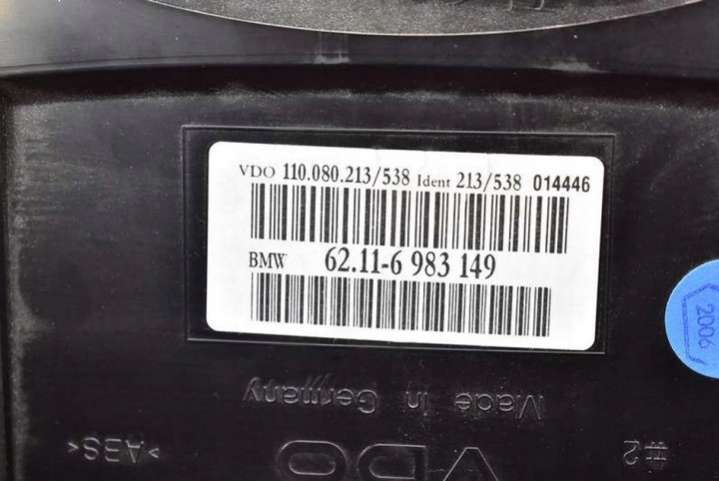 VDO 110.080.213/538 Ident 213/538 014446
BMW 62.11-6 983 149
2006
Made in Germany
>ABS<
VDO
#2